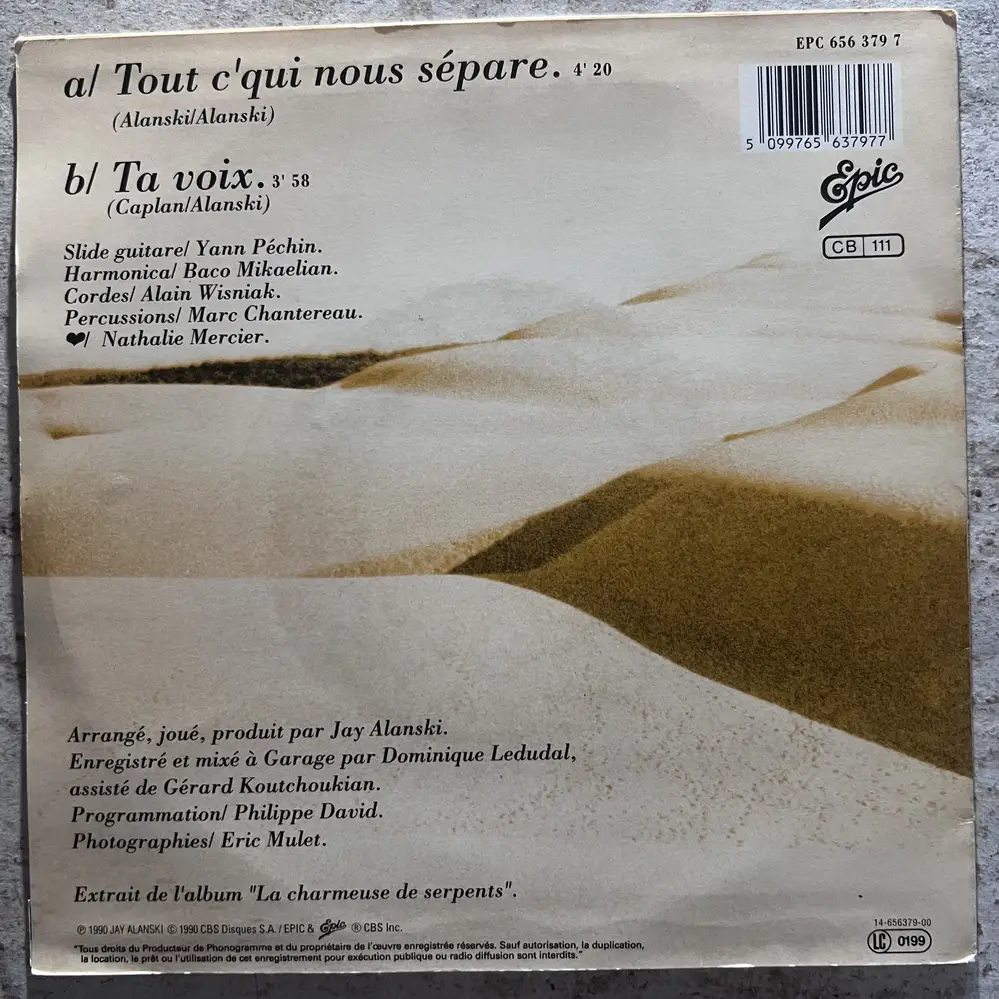 EPC 656 379 7
a/ Tout c'qui nous sépare. 4' 20
(Alanski/Alanski)
5 099765 637977
b/ Ta voix. 3' 58
(Caplan/Alanski)
Epic
CB 111
Slide guitare/ Yann Péchin.
Harmonica/ Baco Mikaelian.
Cordes/ Alain Wisniak.
Percussions/ Marc Chantereau.
❤/ Nathalie Mercier.
Arrangé, joué, produit par Jay Alanski.
Enregistré et mixé à Garage par Dominique Ledudal,
assisté de Gérard Koutchoukian.
Programmation/ Philippe David.
Photographies/ Eric Mulet.
Extrait de l'album "La charmeuse de serpents".
℗ 1990 JAY ALANSKI © 1990 CBS Disques S.A. / EPIC & Epic ® CBS Inc.
14-656379-00
"Tous droits du Producteur de Phonogramme et du propriétaire de l'œuvre enregistrée réservés. Sauf autorisation, la duplication,
la location, le prêt ou l'utilisation de cet enregistrement pour exécution publique ou radio diffusion sont interdits."
LC 0199